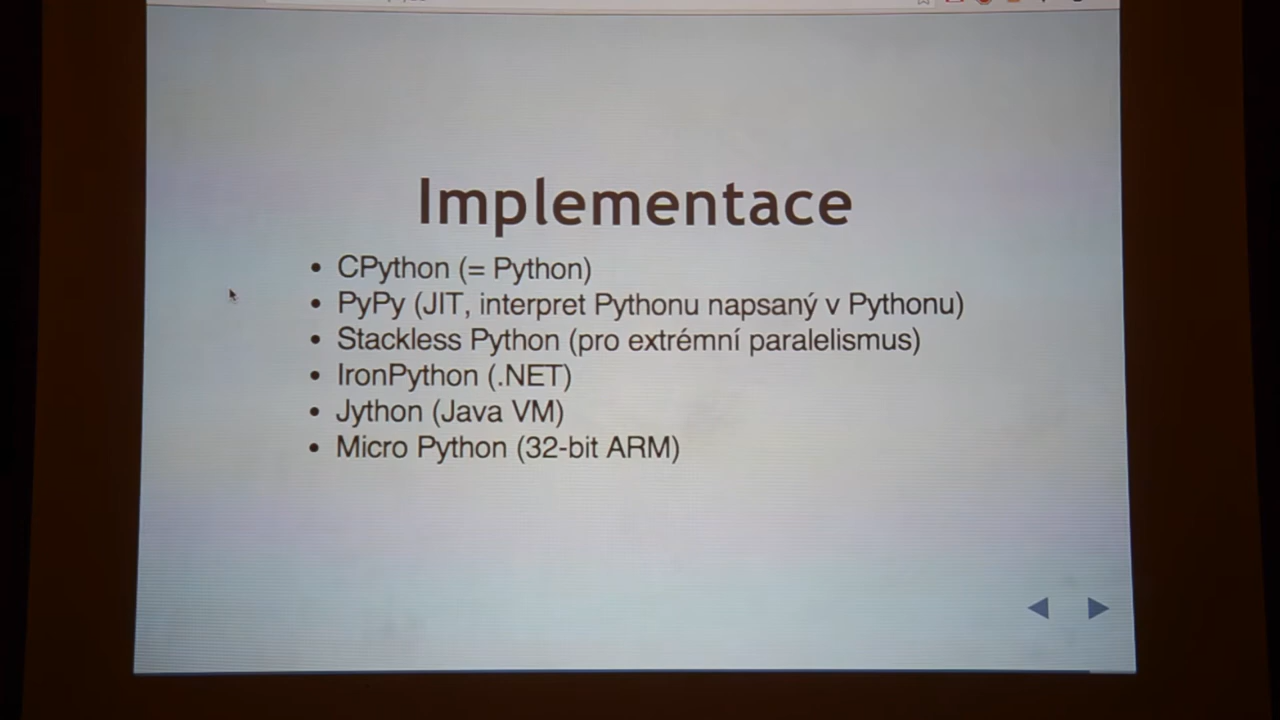 Implementace
• CPython (= Python)
• PyPy (JIT, interpret Pythonu napsaný v Pythonu)
• Stackless Python (pro extrémní paralelismus)
• IronPython (.NET)
• Jython (Java VM)
• Micro Python (32-bit ARM)